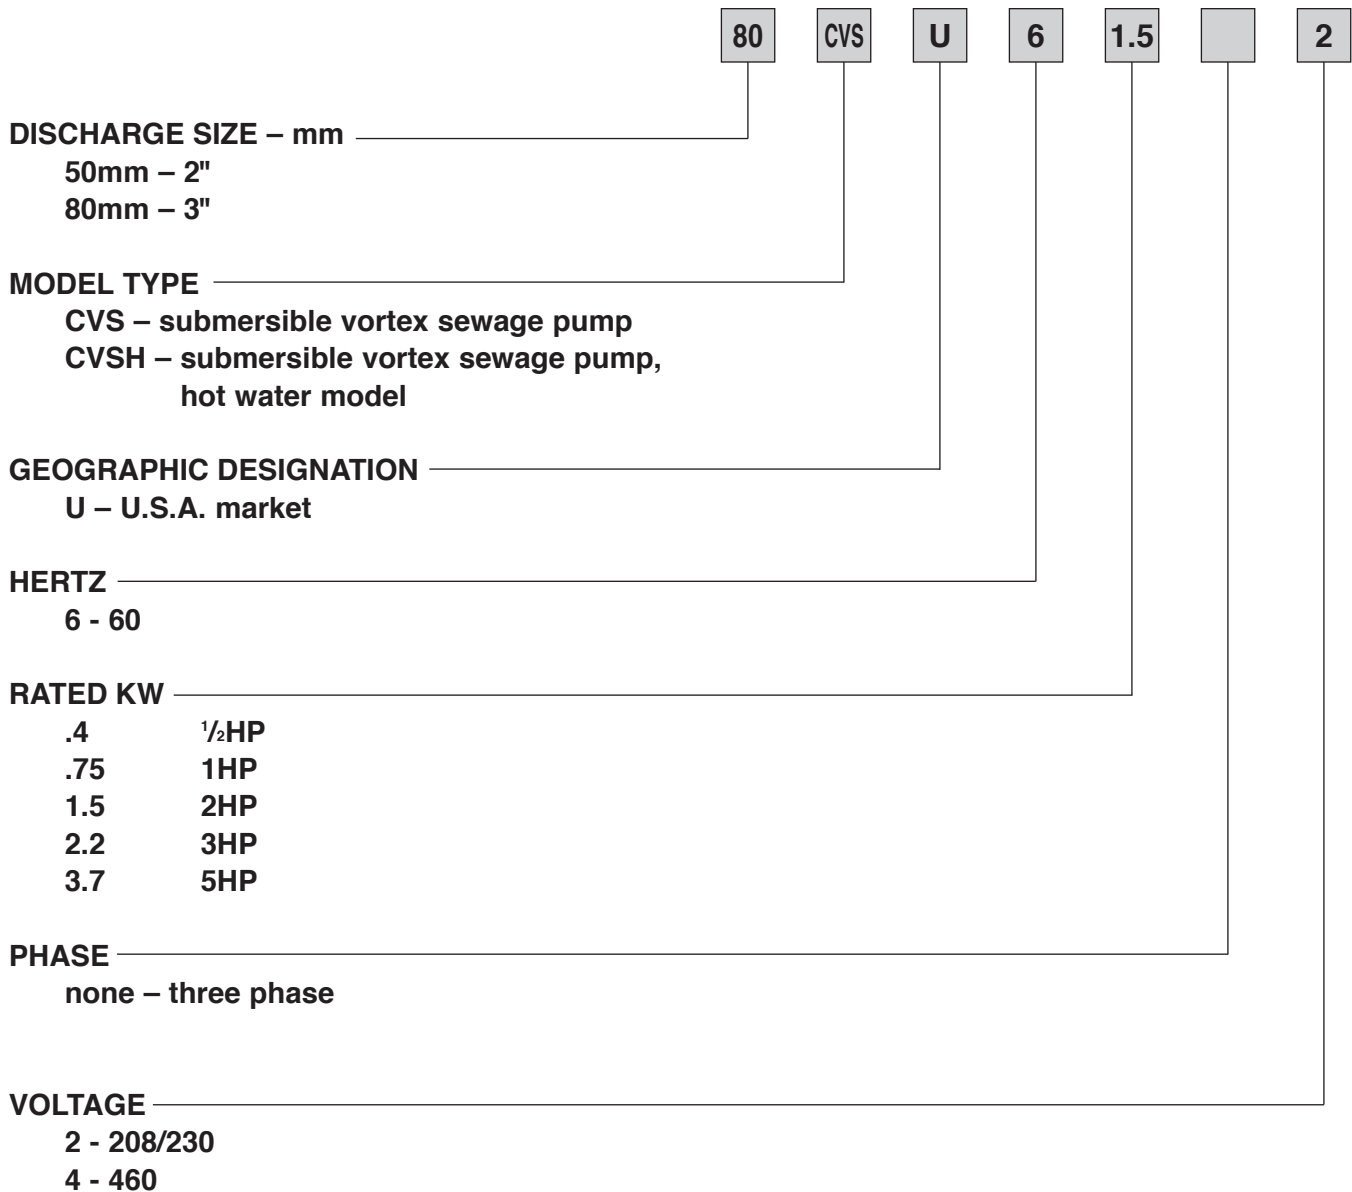 80 CVS U 6 1.5 2
DISCHARGE SIZE – mm
50mm – 2"
80mm – 3"
MODEL TYPE
CVS – submersible vortex sewage pump
CVSH – submersible vortex sewage pump,
hot water model
GEOGRAPHIC DESIGNATION
U – U.S.A. market
HERTZ
6 - 60
RATED KW
.4 ½HP
.75 1HP
1.5 2HP
2.2 3HP
3.7 5HP
PHASE
none – three phase
VOLTAGE
2 - 208/230
4 - 460